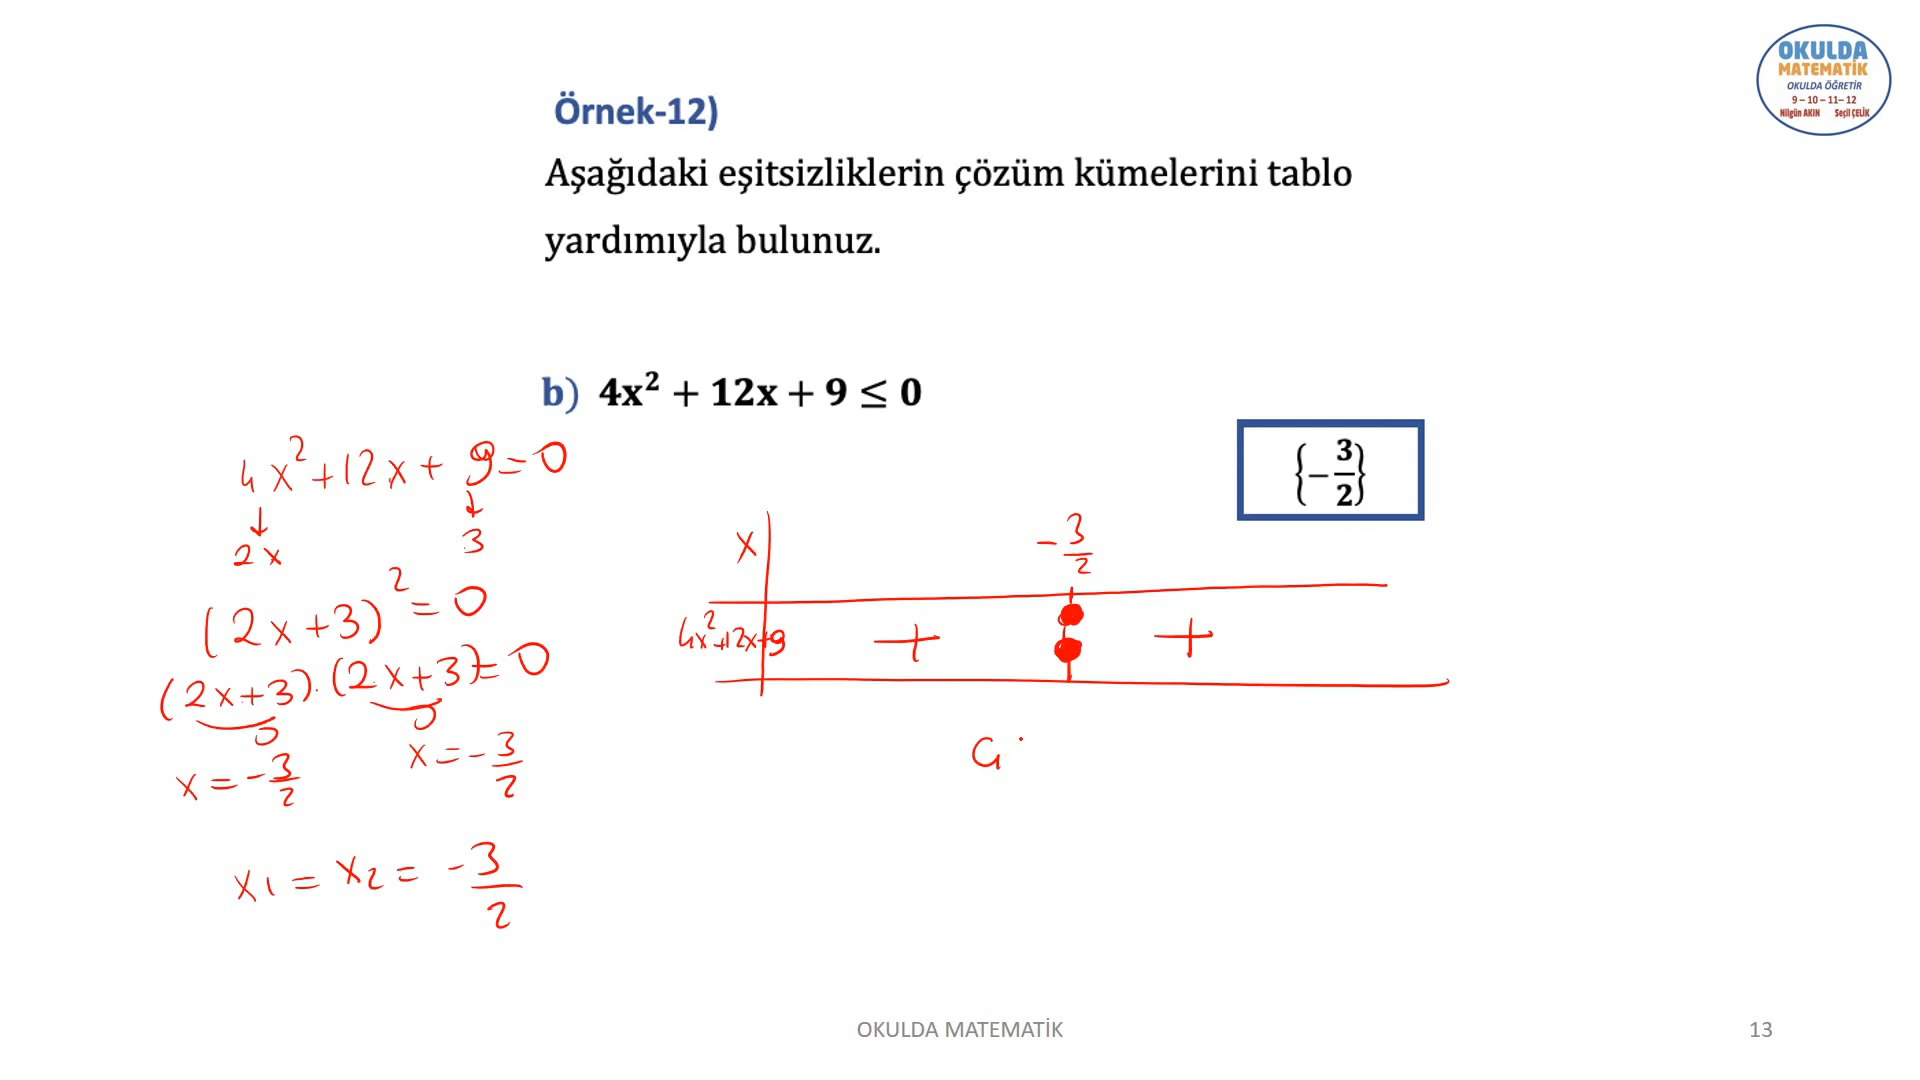 OKULDA
MATEMATİK
OKULDA ÖĞRETİR
9 – 10 – 11– 12
Nilgün AKIN Seçil ÇELİK
Örnek-12)
Aşağıdaki eşitsizliklerin çözüm kümelerini tablo
yardımıyla bulunuz.
b) 4x² + 12x + 9 ≤ 0
{-3/2}
4x²+12x+9=0
↓ ↓
2x 3
(2x+3)²=0
(2x+3).(2x+3)=0
0 0
x=-3/2 x=-3/2
x1=x2=-3/2
x -3/2
4x²+12x+9 + +
Ç
OKULDA MATEMATİK
13